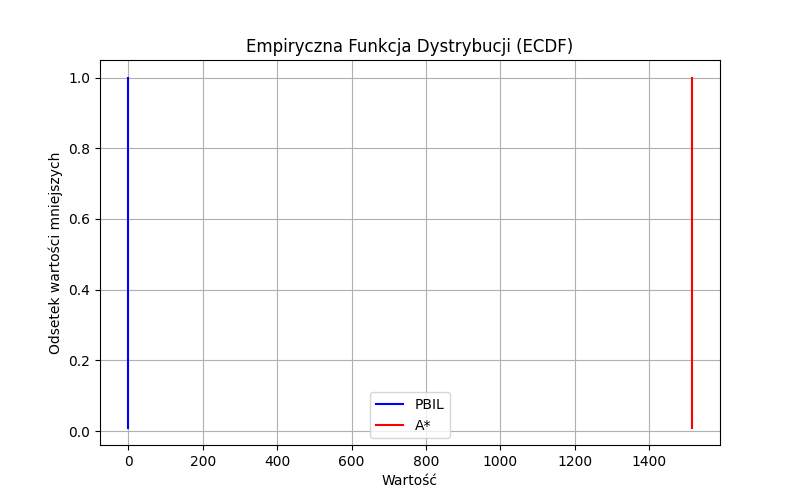 Empiryczna Funkcja Dystrybucji (ECDF)
Odsetek wartości mniejszych
1.0
0.8
0.6
0.4
0.2
0.0
PBIL
A*
0 200 400 600 800 1000 1200 1400
Wartość